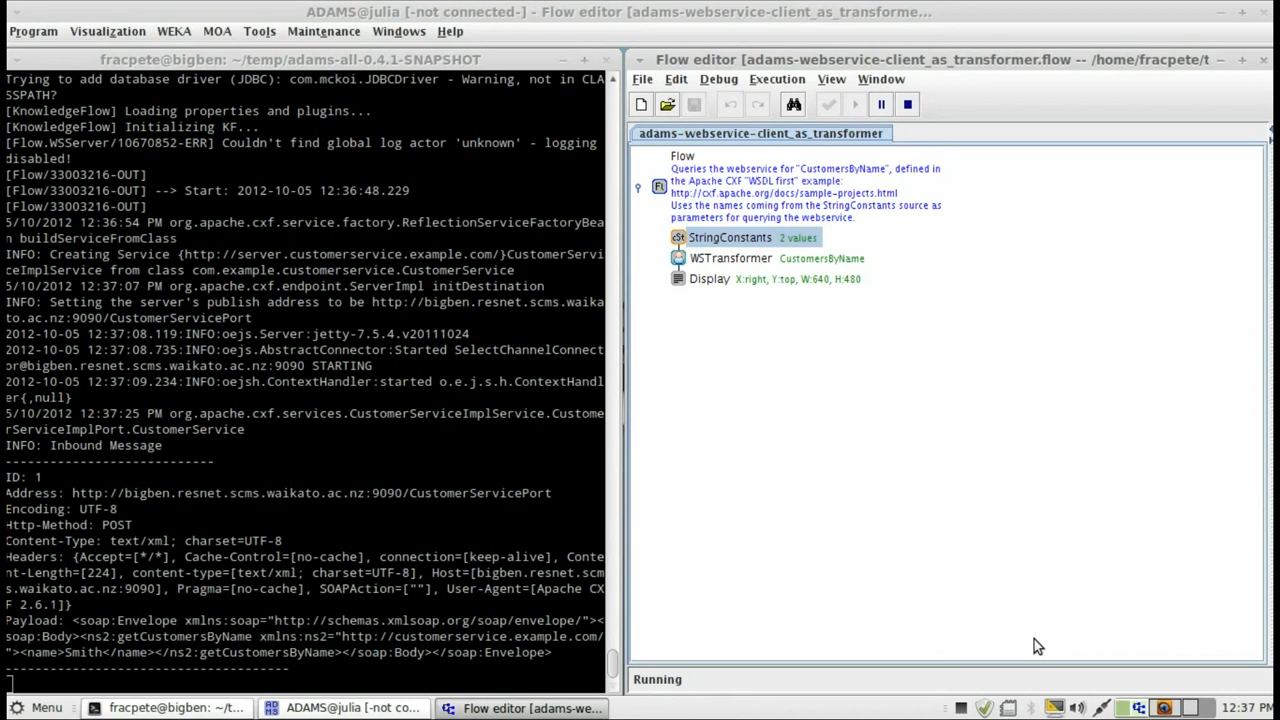 ADAMS@julia [-not connected-] - Flow editor [adams-webservice-client_as_transforme...
Program Visualization WEKA MOA Tools Maintenance Windows Help
fracpete@bigben: ~/temp/adams-all-0.4.1-SNAPSHOT
Trying to add database driver (JDBC): com.mckoi.JDBCDriver - Warning, not in CLA
SSPATH?
[KnowledgeFlow] Loading properties and plugins...
[KnowledgeFlow] Initializing KF...
[Flow.WSServer/10670852-ERR] Couldn't find global log actor 'unknown' - logging
disabled!
[Flow/33003216-OUT]
[Flow/33003216-OUT] --> Start: 2012-10-05 12:36:48.229
[Flow/33003216-OUT]
5/10/2012 12:36:54 PM org.apache.cxf.service.factory.ReflectionServiceFactoryBea
n buildServiceFromClass
INFO: Creating Service {http://server.customerservice.example.com/}CustomerServ
iceImplService from class com.example.customerservice.CustomerService
5/10/2012 12:37:07 PM org.apache.cxf.endpoint.ServerImpl initDestination
INFO: Setting the server's publish address to be http://bigben.resnet.scms.waika
to.ac.nz:9090/CustomerServicePort
2012-10-05 12:37:08.119:INFO:oejs.Server:jetty-7.5.4.v20111024
2012-10-05 12:37:08.735:INFO:oejs.AbstractConnector:Started SelectChannelConnect
or@bigben.resnet.scms.waikato.ac.nz:9090 STARTING
2012-10-05 12:37:09.234:INFO:oejsh.ContextHandler:started o.e.j.s.h.ContextHandl
er{,null}
5/10/2012 12:37:25 PM org.apache.cxf.services.CustomerServiceImplService.Custome
rServiceImplPort.CustomerService
INFO: Inbound Message
----------------------------
ID: 1
Address: http://bigben.resnet.scms.waikato.ac.nz:9090/CustomerServicePort
Encoding: UTF-8
Http-Method: POST
Content-Type: text/xml; charset=UTF-8
Headers: {Accept=[*/*], Cache-Control=[no-cache], connection=[keep-alive], Conte
nt-Length=[224], content-type=[text/xml; charset=UTF-8], Host=[bigben.resnet.scm
s.waikato.ac.nz:9090], Pragma=[no-cache], SOAPAction=[""], User-Agent=[Apache CX
F 2.6.1]}
Payload: <soap:Envelope xmlns:soap="http://schemas.xmlsoap.org/soap/envelope/"><
soap:Body><ns2:getCustomersByName xmlns:ns2="http://customerservice.example.com/
"><name>Smith</name></ns2:getCustomersByName></soap:Body></soap:Envelope>
--------------------------------------
Flow editor [adams-webservice-client_as_transformer.flow -- /home/fracpete/t
File Edit Debug Execution View Window
adams-webservice-client_as_transformer
Flow
Queries the webservice for "CustomersByName", defined in
the Apache CXF "WSDL first" example:
http://cxf.apache.org/docs/sample-projects.html
Uses the names coming from the StringConstants source as
parameters for querying the webservice.
StringConstants 2 values
WSTransformer CustomersByName
Display X:right, Y:top, W:640, H:480
Running
Menu fracpete@bigben: ~/t... ADAMS@julia [-not co... Flow editor [adams-we... 12:37 PM